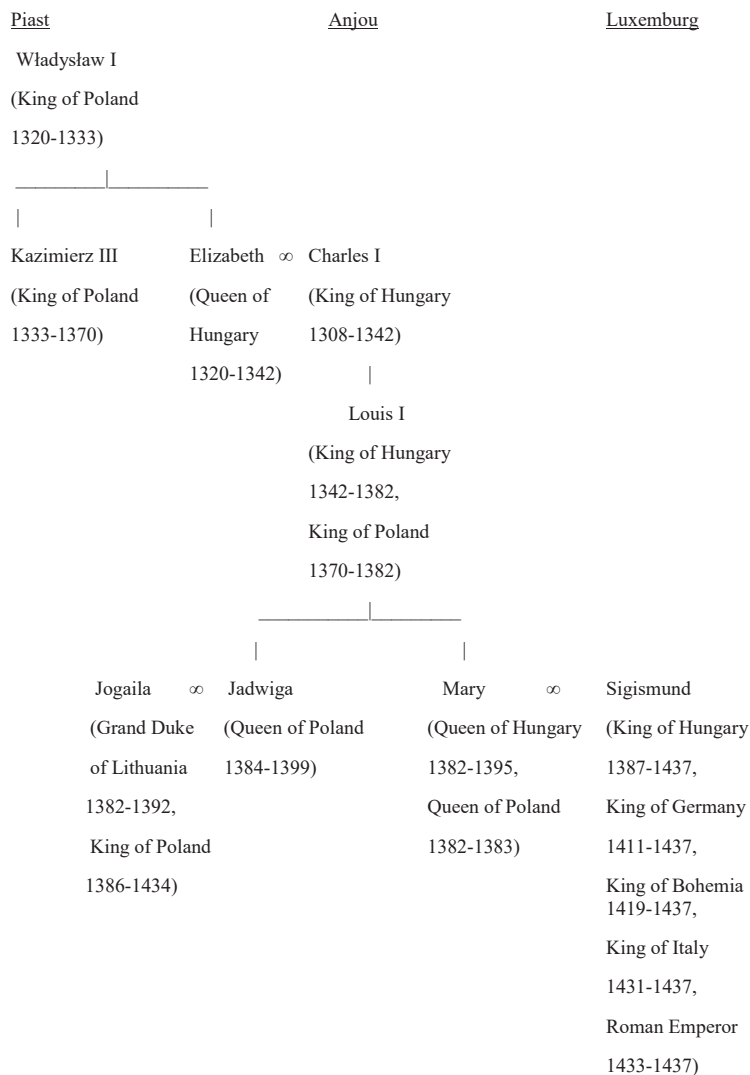 Piast Anjou Luxemburg
Władysław I
(King of Poland
1320-1333)
Kazimierz III Elizabeth ∞ Charles I
(King of Poland (Queen of (King of Hungary
1333-1370) Hungary 1308-1342)
1320-1342)
Louis I
(King of Hungary
1342-1382,
King of Poland
1370-1382)
Jogaila ∞ Jadwiga Mary ∞ Sigismund
(Grand Duke (Queen of Poland (Queen of Hungary (King of Hungary
of Lithuania 1384-1399) 1382-1395, 1387-1437,
1382-1392, Queen of Poland King of Germany
King of Poland 1382-1383) 1411-1437,
1386-1434) King of Bohemia
1419-1437,
King of Italy
1431-1437,
Roman Emperor
1433-1437)